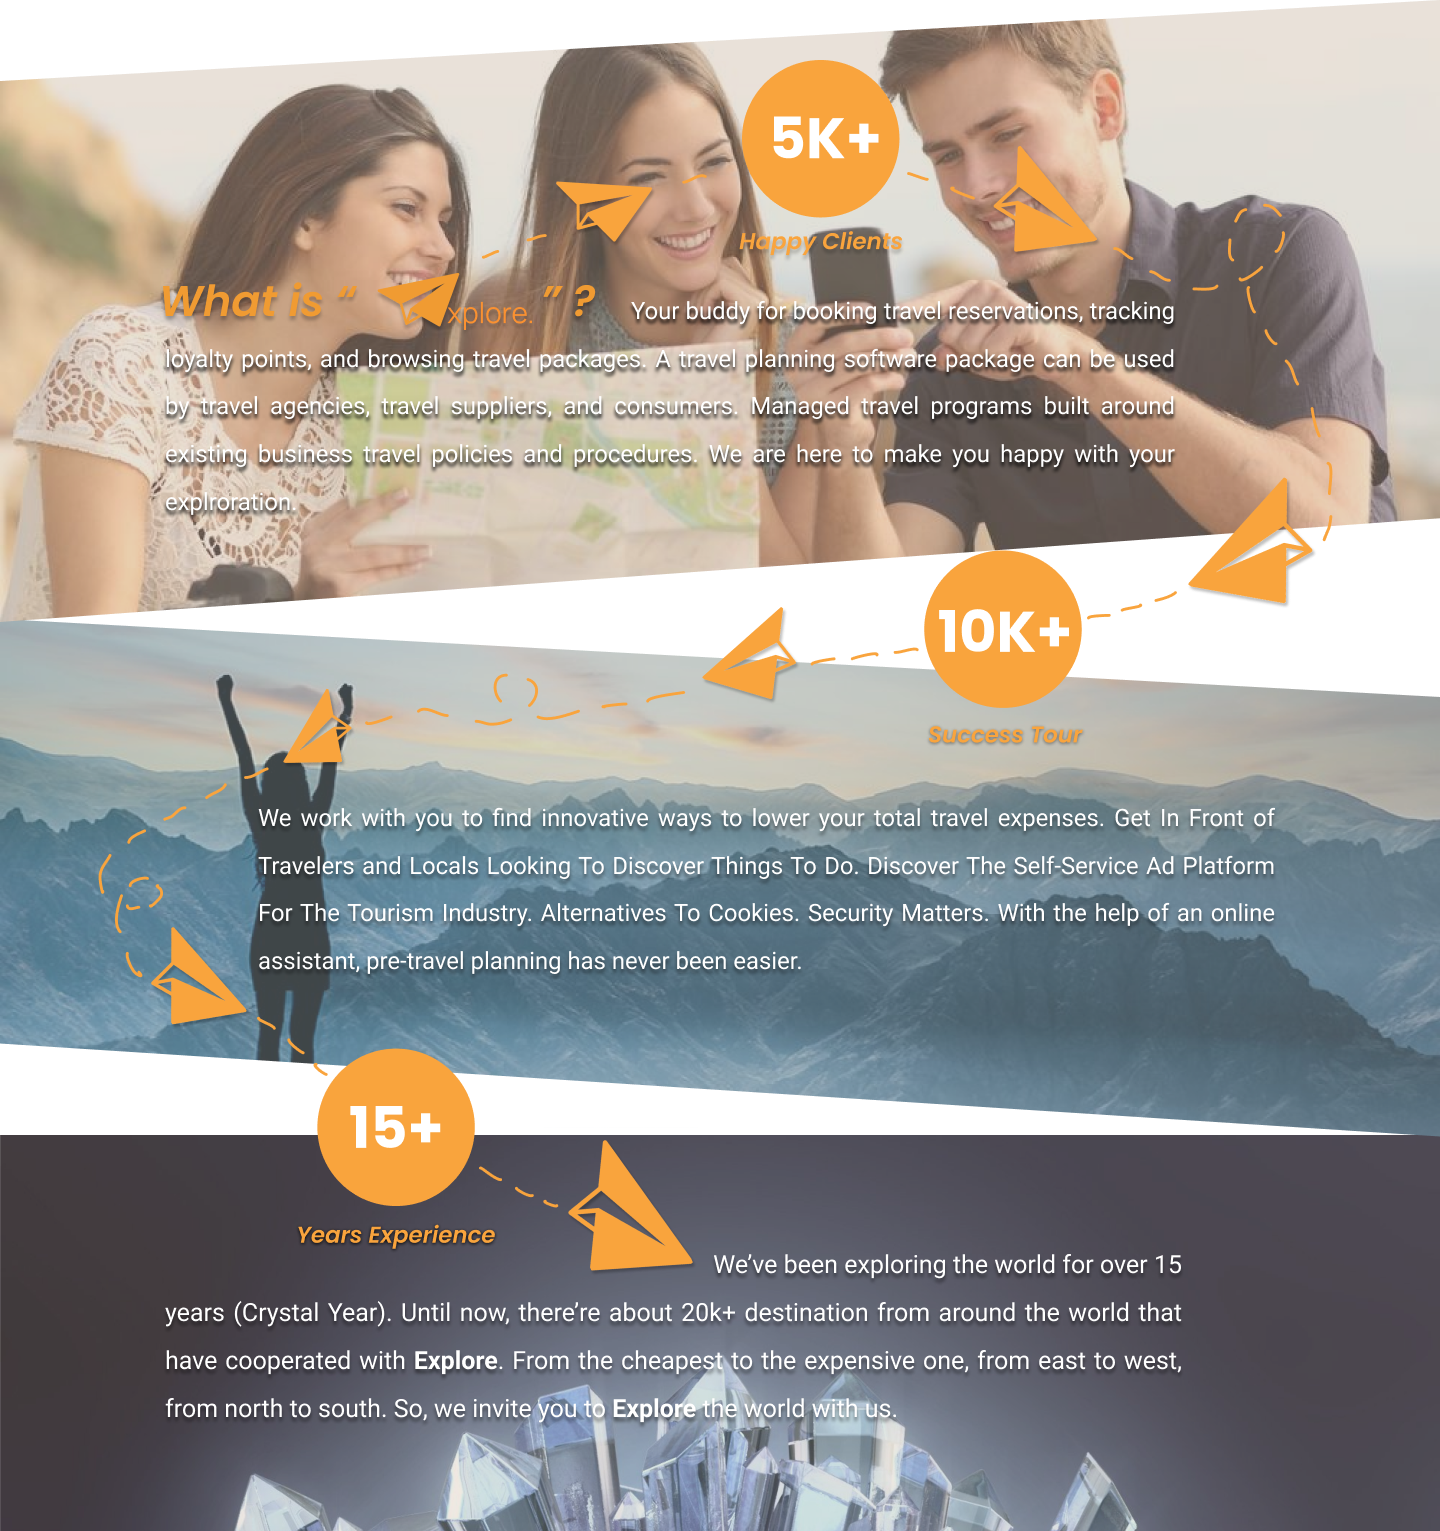 5K+
Happy Clients
What is “ xplore. ” ? Your buddy for booking travel reservations, tracking
loyalty points, and browsing travel packages. A travel planning software package can be used
by travel agencies, travel suppliers, and consumers. Managed travel programs built around
existing business travel policies and procedures. We are here to make you happy with your
explroration.
10K+
Success Tour
We work with you to find innovative ways to lower your total travel expenses. Get In Front of
Travelers and Locals Looking To Discover Things To Do. Discover The Self-Service Ad Platform
For The Tourism Industry. Alternatives To Cookies. Security Matters. With the help of an online
assistant, pre-travel planning has never been easier.
15+
Years Experience
We’ve been exploring the world for over 15
years (Crystal Year). Until now, there’re about 20k+ destination from around the world that
have cooperated with Explore. From the cheapest to the expensive one, from east to west,
from north to south. So, we invite you to Explore the world with us.